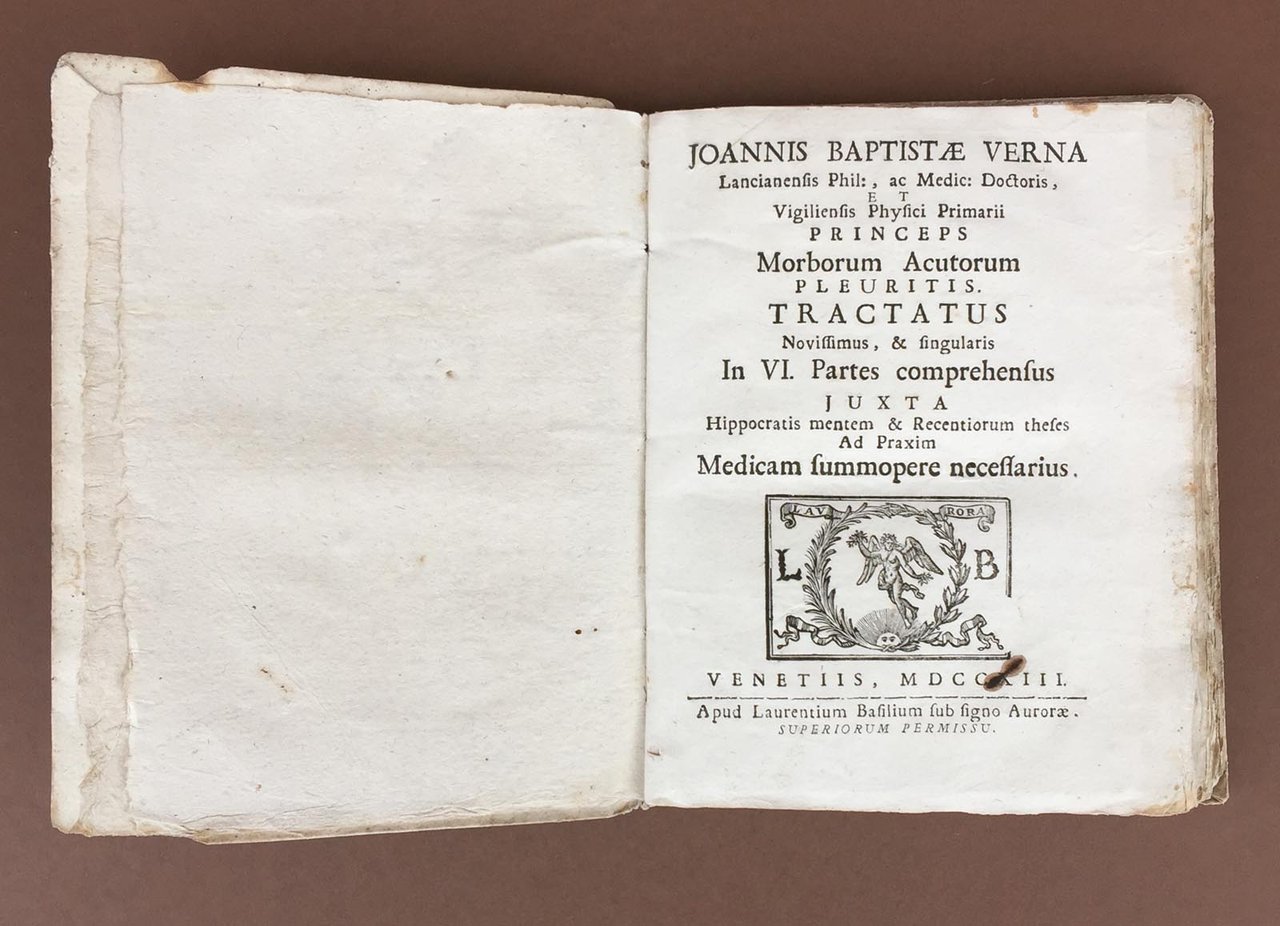 JOANNIS BAPTISTÆ VERNA
Lancianenſis Phil:, ac Medic: Doctoris,
ET
Vigilienſis Phyſici Primarii
PRINCEPS
Morborum Acutorum
PLEURITIS.
TRACTATUS
Noviſſimus, & ſingularis
In VI. Partes comprehenſus
JUXTA
Hippocratis mentem & Recentiorum theſes
Ad Praxim
Medicam ſummopere neceſſarius.
LAV RORA
L B
VENETIIS, MDCCXIII.
Apud Laurentium Baſilium ſub ſigno Auroræ.
SUPERIORUM PERMISSU.